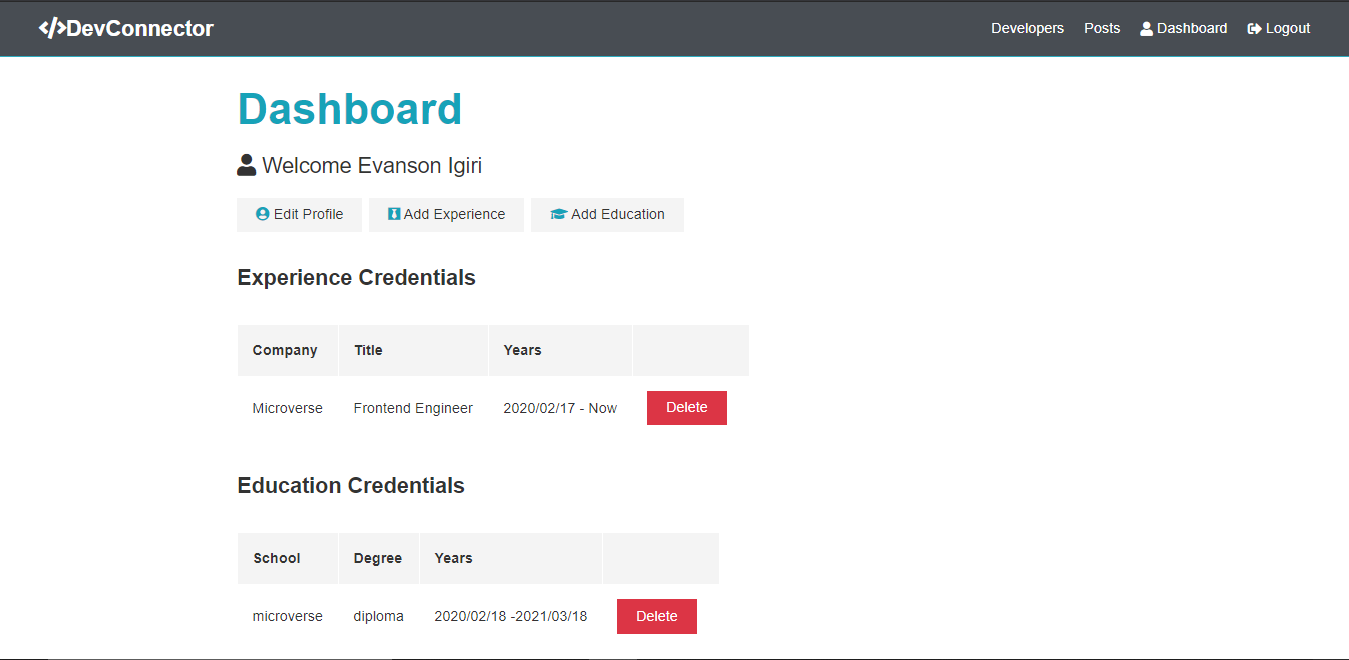 </>DevConnector Developers Posts Dashboard Logout
Dashboard
Welcome Evanson Igiri
Edit Profile Add Experience Add Education
Experience Credentials
Company Title Years
Microverse Frontend Engineer 2020/02/17 - Now Delete
Education Credentials
School Degree Years
microverse diploma 2020/02/18 -2021/03/18 Delete